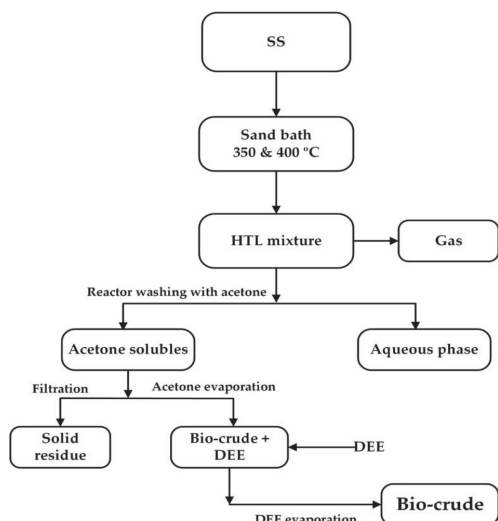 SS
Sand bath
350 & 400 ºC
HTL mixture
Gas
Reactor washing with acetone
Acetone solubles
Aqueous phase
Filtration
Acetone evaporation
Solid
residue
Bio-crude +
DEE
DEE
Bio-crude
DEE evaporation